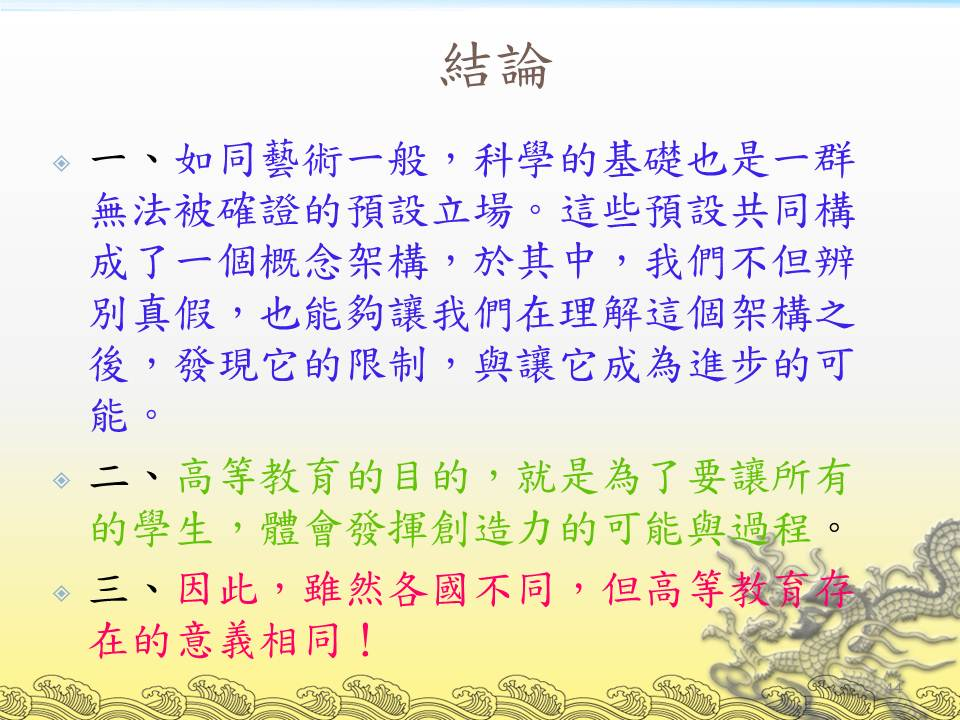 結論
一、如同藝術一般，科學的基礎也是一群
無法被確證的預設立場。這些預設共同構
成了一個概念架構，於其中，我們不但辨
別真假，也能夠讓我們在理解這個架構之
後，發現它的限制，與讓它成為進步的可
能。
二、高等教育的目的，就是為了要讓所有
的學生，體會發揮創造力的可能與過程。
三、因此，雖然各國不同，但高等教育存
在的意義相同！